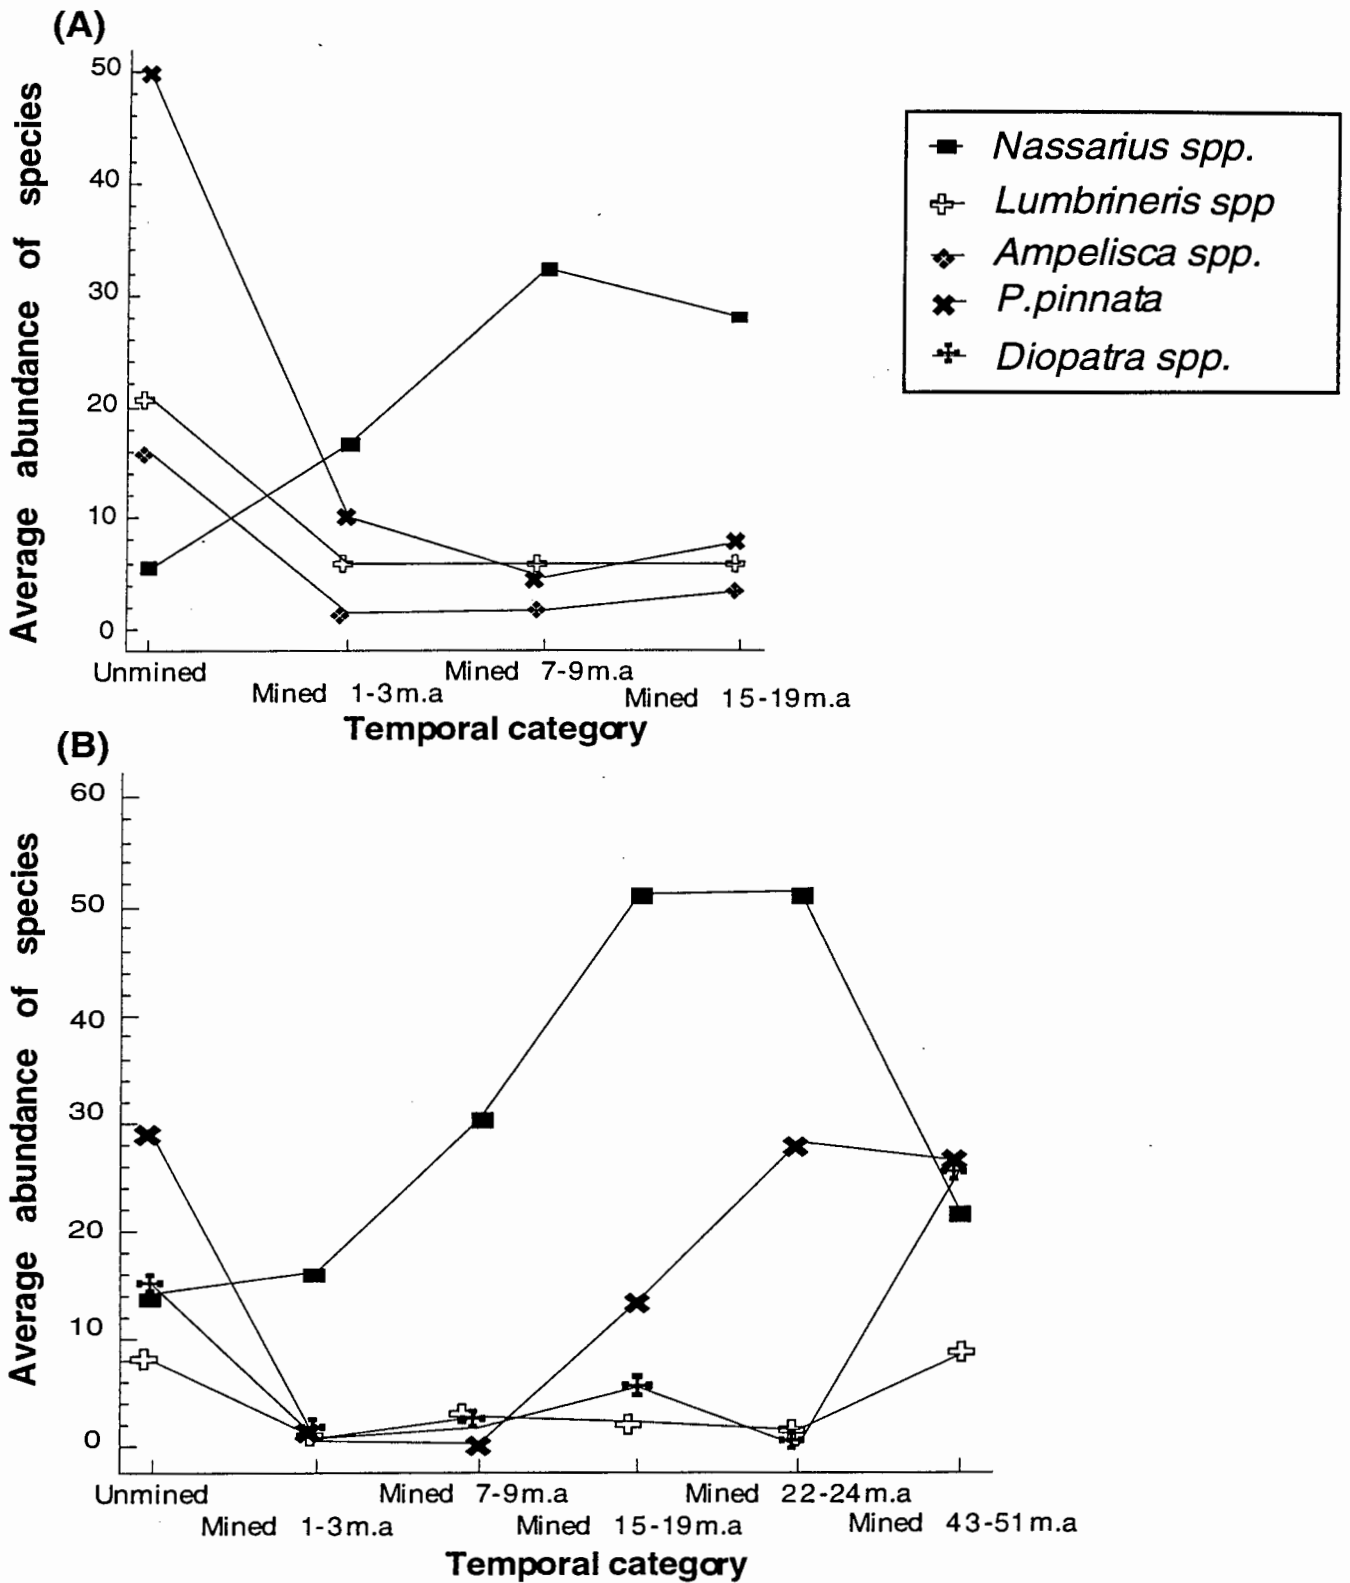 (A)
Average abundance of species
50
40
30
20
10
0
Unmined
Mined 1-3m.a
Mined 7-9m.a
Mined 15-19m.a
Temporal category
Nassarius spp.
Lumbrineris spp
Ampelisca spp.
P.pinnata
Diopatra spp.
(B)
Average abundance of species
60
50
40
30
20
10
0
Unmined
Mined 1-3m.a
Mined 7-9m.a
Mined 15-19m.a
Mined 22-24m.a
Mined 43-51m.a
Temporal category